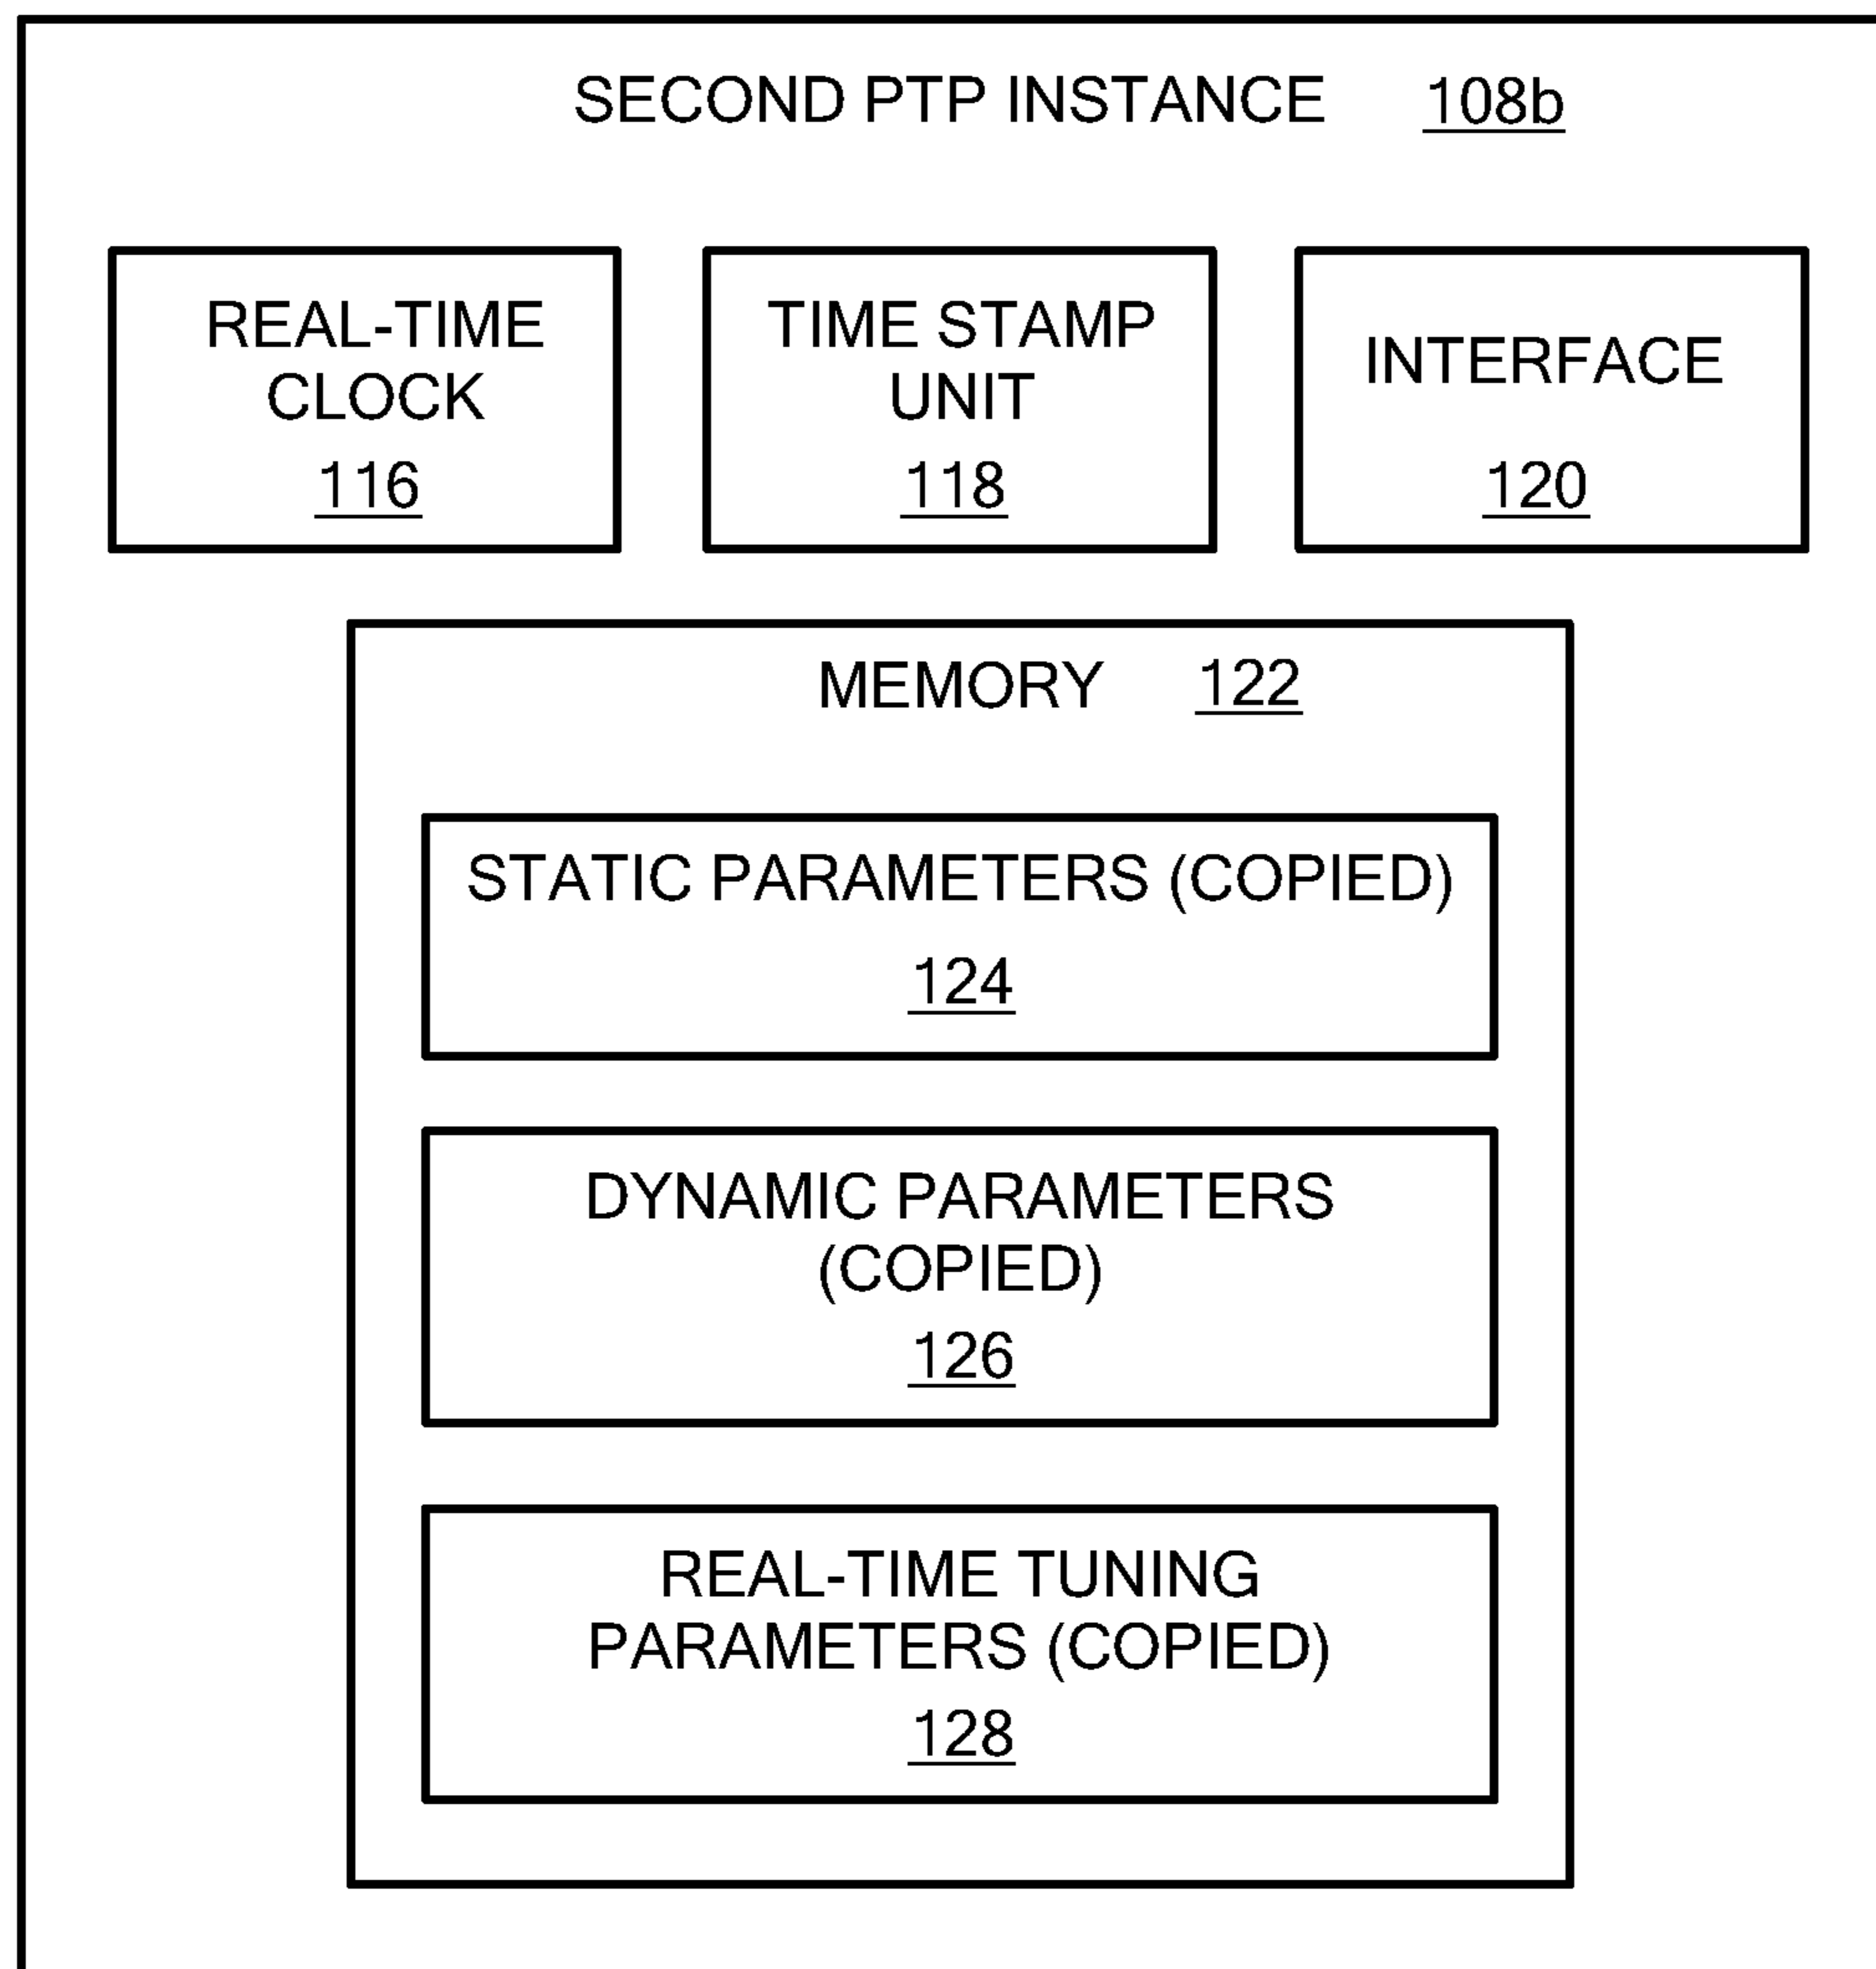 SECOND PTP INSTANCE 108b
REAL-TIME
CLOCK
116
TIME STAMP
UNIT
118
INTERFACE
120
MEMORY 122
STATIC PARAMETERS (COPIED)
124
DYNAMIC PARAMETERS
(COPIED)
126
REAL-TIME TUNING
PARAMETERS (COPIED)
128